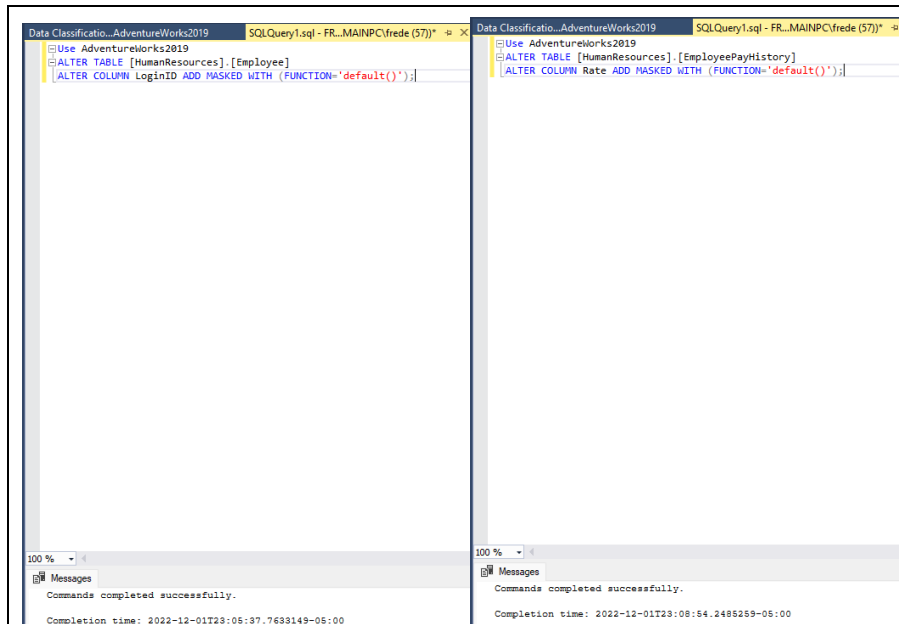 Data Classificatio...AdventureWorks2019 SQLQuery1.sql - FR...MAINPC\frede (57))*
Use AdventureWorks2019
ALTER TABLE [HumanResources].[Employee]
ALTER COLUMN LoginID ADD MASKED WITH (FUNCTION='default()');
100 %
Messages
Commands completed successfully.
Completion time: 2022-12-01T23:05:37.7633149-05:00
Data Classificatio...AdventureWorks2019 SQLQuery1.sql - FR...MAINPC\frede (57))*
Use AdventureWorks2019
ALTER TABLE [HumanResources].[EmployeePayHistory]
ALTER COLUMN Rate ADD MASKED WITH (FUNCTION='default()');
100 %
Messages
Commands completed successfully.
Completion time: 2022-12-01T23:08:54.2485259-05:00